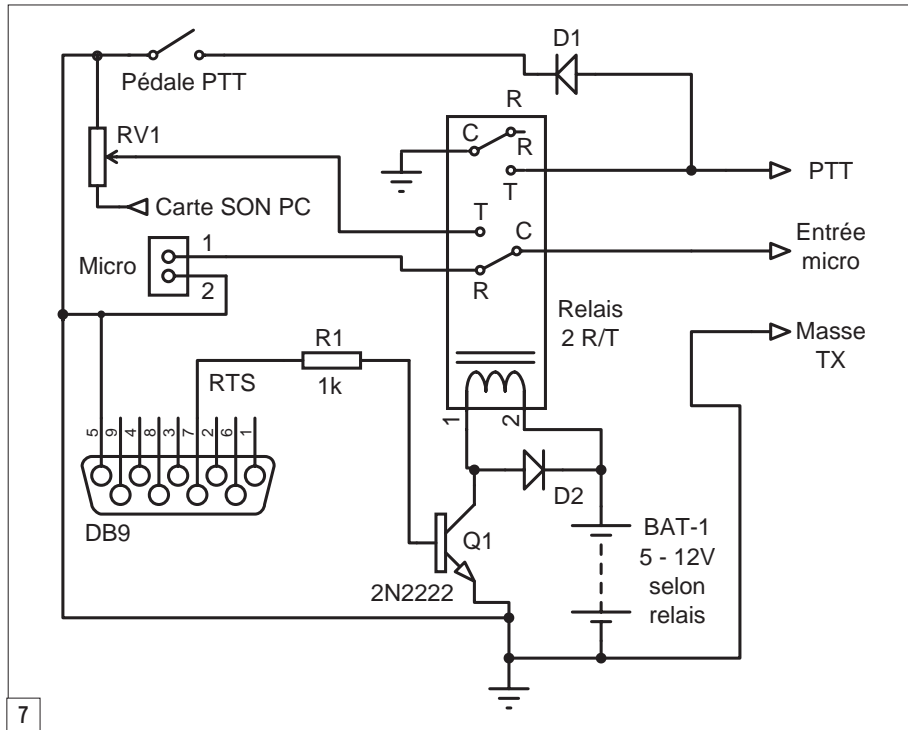 D1
Pédale PTT
R
RV1
C
R
PTT
T
Carte SON PC
T
C
Entrée
micro
1
Micro
2
R
Relais
2 R/T
Masse
TX
R1
1k
RTS
1
2
5
9
4
8
3
7
2
6
1
D2
DB9
Q1
BAT-1
5 - 12V
selon
relais
2N2222
7